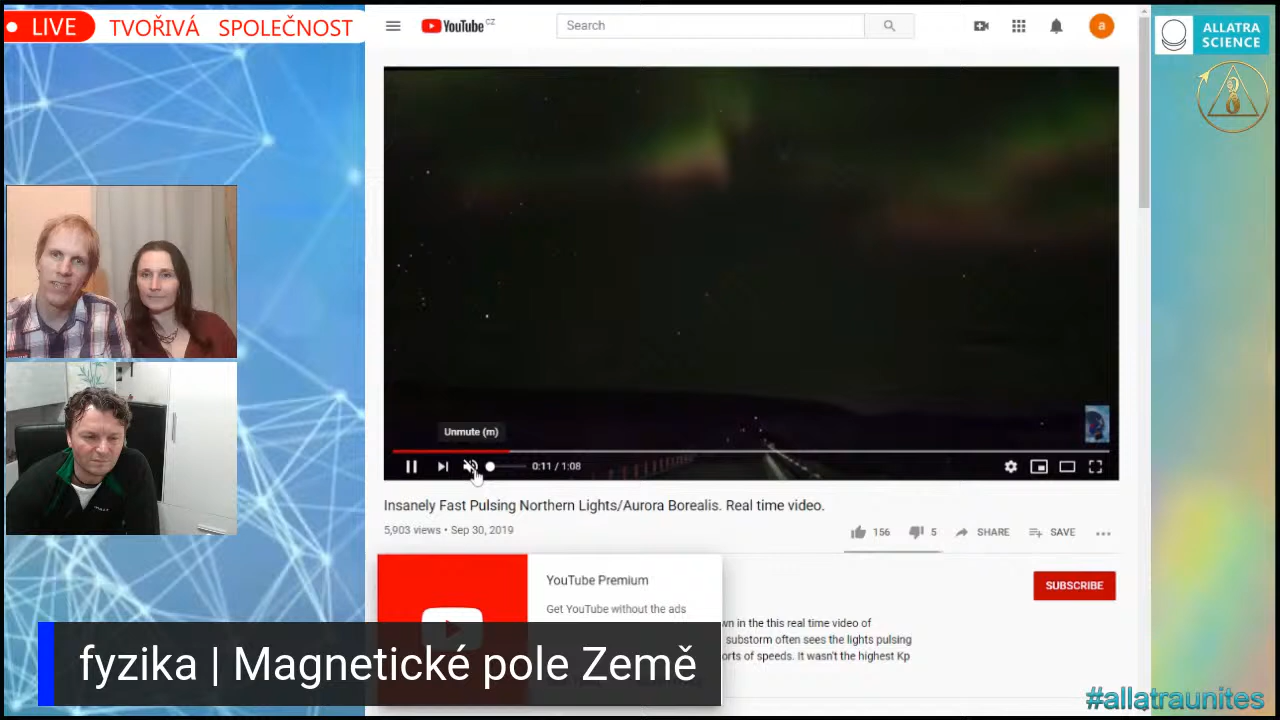 LIVE
TVOŘIVÁ SPOLEČNOST
YouTube CZ
Search
a
ALLATRA
SCIENCE
Unmute (m)
0:11 / 1:08
Insanely Fast Pulsing Northern Lights/Aurora Borealis. Real time video.
5,903 views • Sep 30, 2019
156
5
SHARE
SAVE
YouTube Premium
Get YouTube without the ads
SUBSCRIBE
wn in the this real time video of
substorm often sees the lights pulsing
orts of speeds. It wasn't the highest Kp
fyzika | Magnetické pole Země
#allatraunites